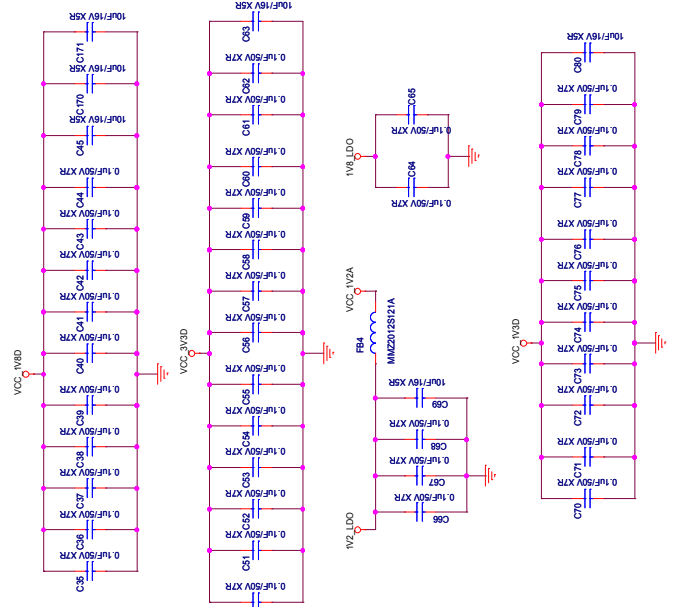 10uF/16V X5R
C171
10uF/16V X5R
C170
10uF/16V X5R
C45
0.1uF/50V X7R
C44
0.1uF/50V X7R
C43
0.1uF/50V X7R
C42
0.1uF/50V X7R
C41
0.1uF/50V X7R
C40
VCC_1V8D
0.1uF/50V X7R
C39
0.1uF/50V X7R
C38
0.1uF/50V X7R
C37
0.1uF/50V X7R
C36
0.1uF/50V X7R
C35
10uF/16V X5R
C63
0.1uF/50V X7R
C62
0.1uF/50V X7R
C61
0.1uF/50V X7R
C60
0.1uF/50V X7R
C59
0.1uF/50V X7R
C58
0.1uF/50V X7R
C57
0.1uF/50V X7R
C56
VCC_3V3D
0.1uF/50V X7R
C55
0.1uF/50V X7R
C54
0.1uF/50V X7R
C53
0.1uF/50V X7R
C52
0.1uF/50V X7R
C51
0.1uF/50V X7R
C65
0.1uF/50V X7R
1V8_LDO
C64
0.1uF/50V X7R
VCC_1V2A
FB4
MMZ2012S121A
10uF/16V X5R
C69
0.1uF/50V X7R
C68
0.1uF/50V X7R
C67
0.1uF/50V X7R
C66
1V2_LDO
0.1uF/50V X7R
C80
0.1uF/50V X7R
C79
0.1uF/50V X7R
C78
0.1uF/50V X7R
C77
0.1uF/50V X7R
C76
0.1uF/50V X7R
C75
0.1uF/50V X7R
C74
VCC_1V3D
0.1uF/50V X7R
C73
0.1uF/50V X7R
C72
0.1uF/50V X7R
C71
0.1uF/50V X7R
C70